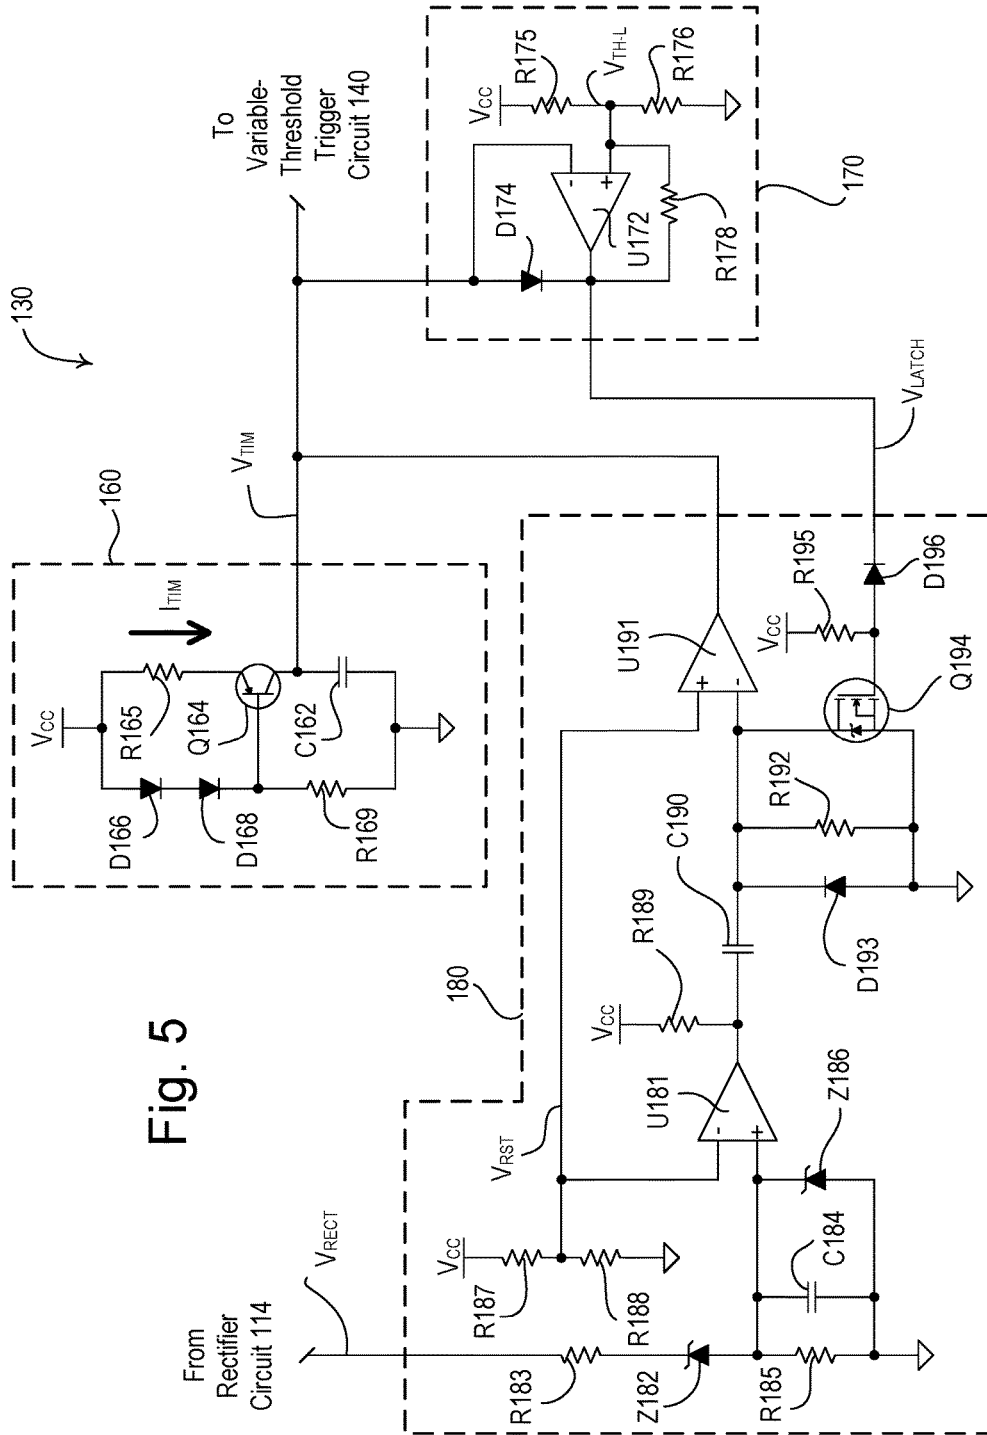 Fig. 5
130
160
VCC
ITIM
R165
Q164
D166
D168
C162
R169
VTIM
To
Variable-
Threshold
Trigger
Circuit 140
D174
VCC
R175
VTH-L
R176
-
+
U172
R178
170
VLATCH
From
Rectifier
Circuit 114
VRECT
180
VRST
VCC
R187
R188
R183
Z182
R185
C184
Z186
-
+
U181
VCC
R189
C190
D193
R192
+
-
U191
VCC
R195
D196
Q194